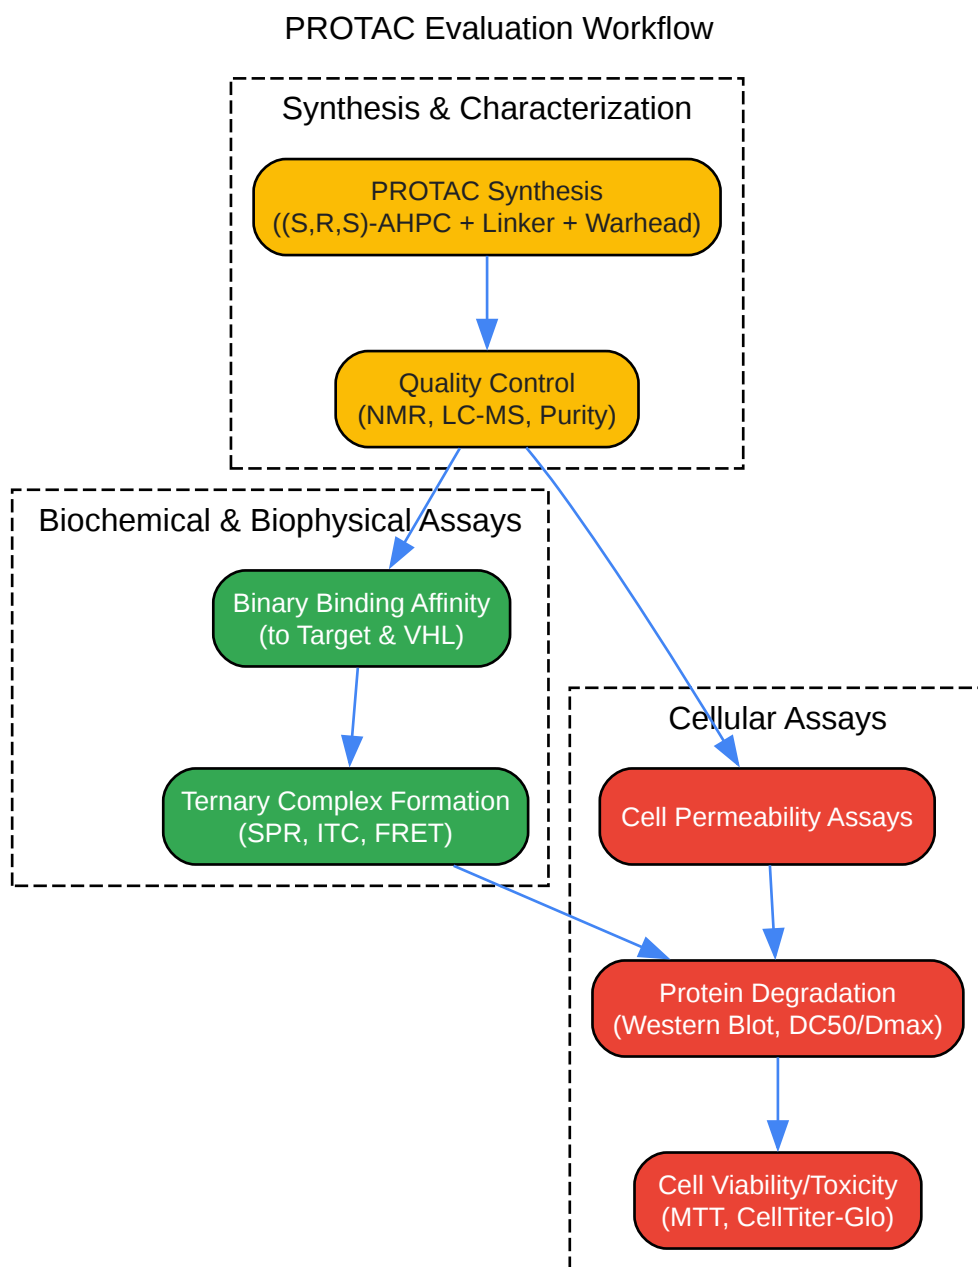 PROTAC Evaluation Workflow
Synthesis & Characterization
PROTAC Synthesis
((S,R,S)-AHPC + Linker + Warhead)
Quality Control
(NMR, LC-MS, Purity)
Biochemical & Biophysical Assays
Binary Binding Affinity
(to Target & VHL)
Ternary Complex Formation
(SPR, ITC, FRET)
Cellular Assays
Cell Permeability Assays
Protein Degradation
(Western Blot, DC50/Dmax)
Cell Viability/Toxicity
(MTT, CellTiter-Glo)